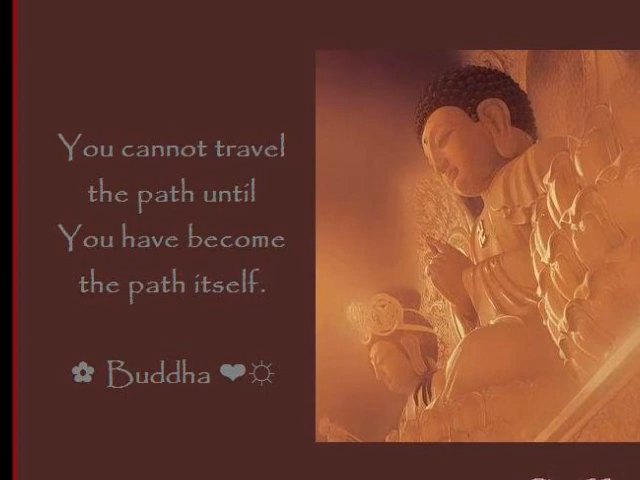 You cannot travel
the path until
You have become
the path itself.
✿ Buddha ❤☼